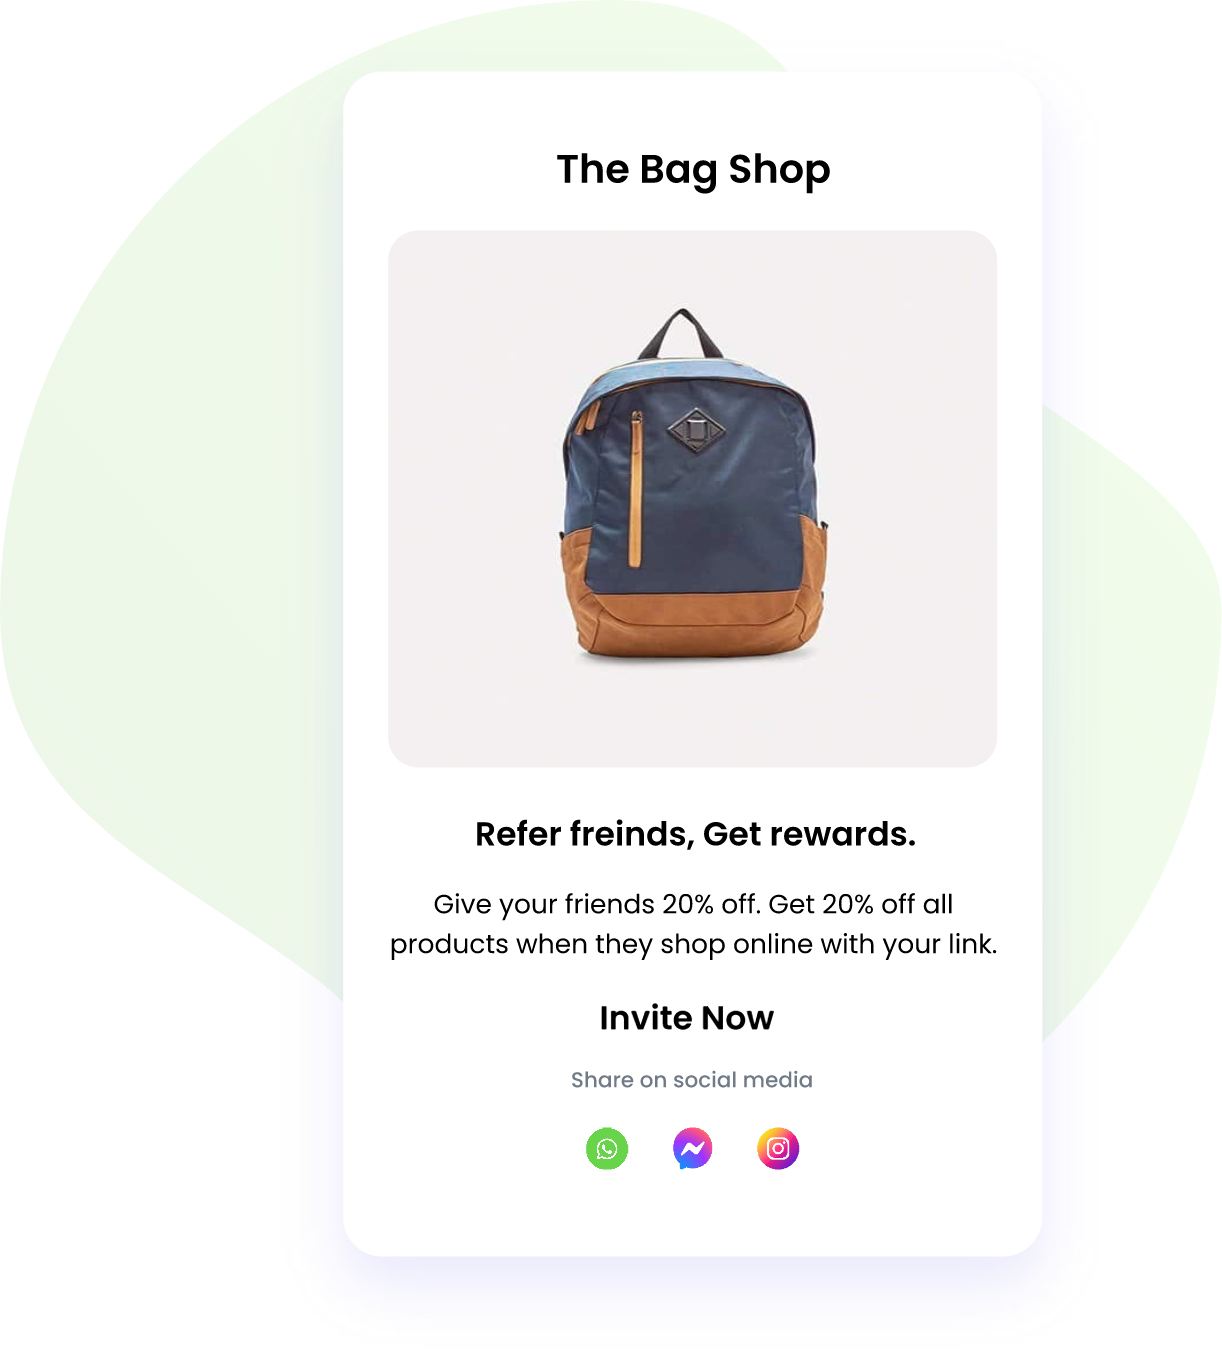 The Bag Shop
Refer freinds, Get rewards.
Give your friends 20% off. Get 20% off all
products when they shop online with your link.
Invite Now
Share on social media